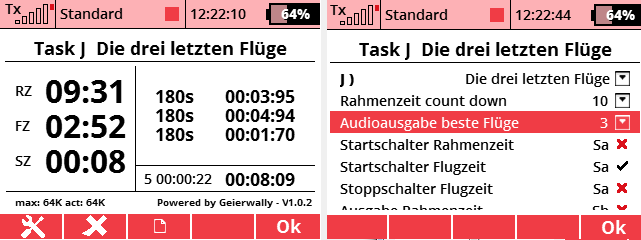 Tx Standard 12:22:10 64%
Task J Die drei letzten Flüge
RZ 09:31
FZ 02:52
SZ 00:08
180s 00:03:95
180s 00:04:94
180s 00:01:70
5 00:00:22 00:08:09
max: 64K act: 64K Powered by Geierwally - V1.0.2
Ok
Tx Standard 12:22:44 64%
Task J Die drei letzten Flüge
J ) Die drei letzten Flüge
Rahmenzeit count down 10
Audioausgabe beste Flüge 3
Startschalter Rahmenzeit Sa
Startschalter Flugzeit Sa
Stoppschalter Flugzeit Sa
Ausgabe Rahmenzeit Sh
Ok